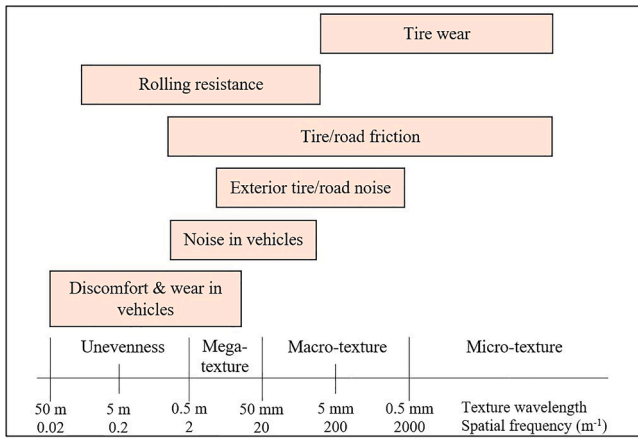 Tire wear
Rolling resistance
Tire/road friction
Exterior tire/road noise
Noise in vehicles
Discomfort & wear in
vehicles
Unevenness
Mega-
texture
Macro-texture
Micro-texture
50 m 5 m 0.5 m 50 mm 5 mm 0.5 mm Texture wavelength
0.02 0.2 2 20 200 2000 Spatial frequency (m⁻¹)